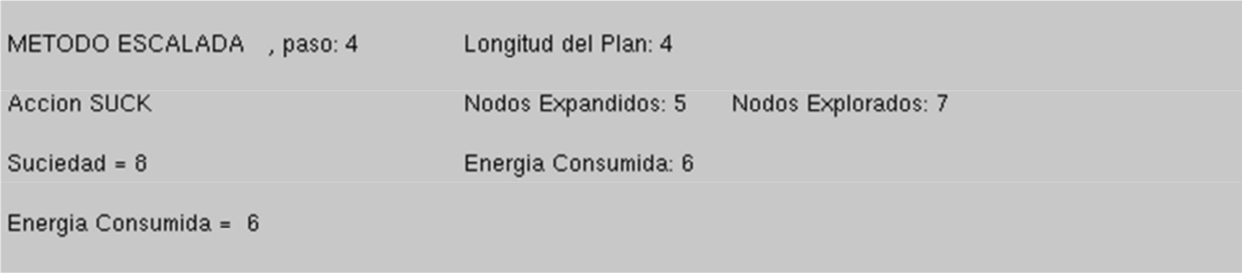 METODO ESCALADA , paso: 4 Longitud del Plan: 4
Accion SUCK Nodos Expandidos: 5 Nodos Explorados: 7
Suciedad = 8 Energia Consumida: 6
Energia Consumida = 6